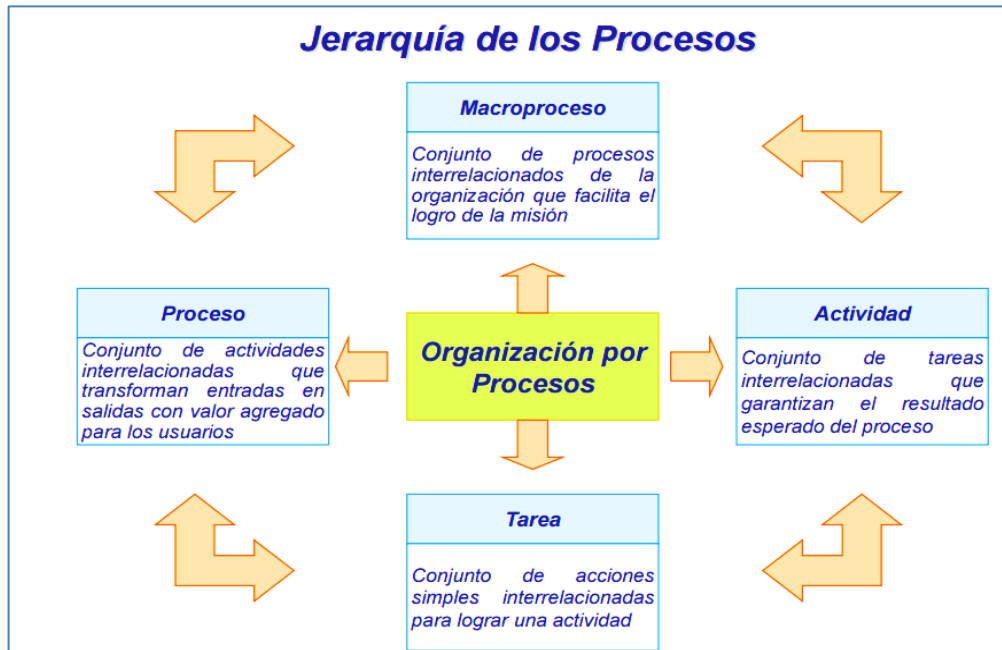 Jerarquía de los Procesos
Macroproceso
Conjunto de procesos
interrelacionados de la
organización que facilita el
logro de la misión
Proceso
Conjunto de actividades
interrelacionadas que
transforman entradas en
salidas con valor agregado
para los usuarios
Organización por
Procesos
Actividad
Conjunto de tareas
interrelacionadas que
garantizan el resultado
esperado del proceso
Tarea
Conjunto de acciones
simples interrelacionadas
para lograr una actividad